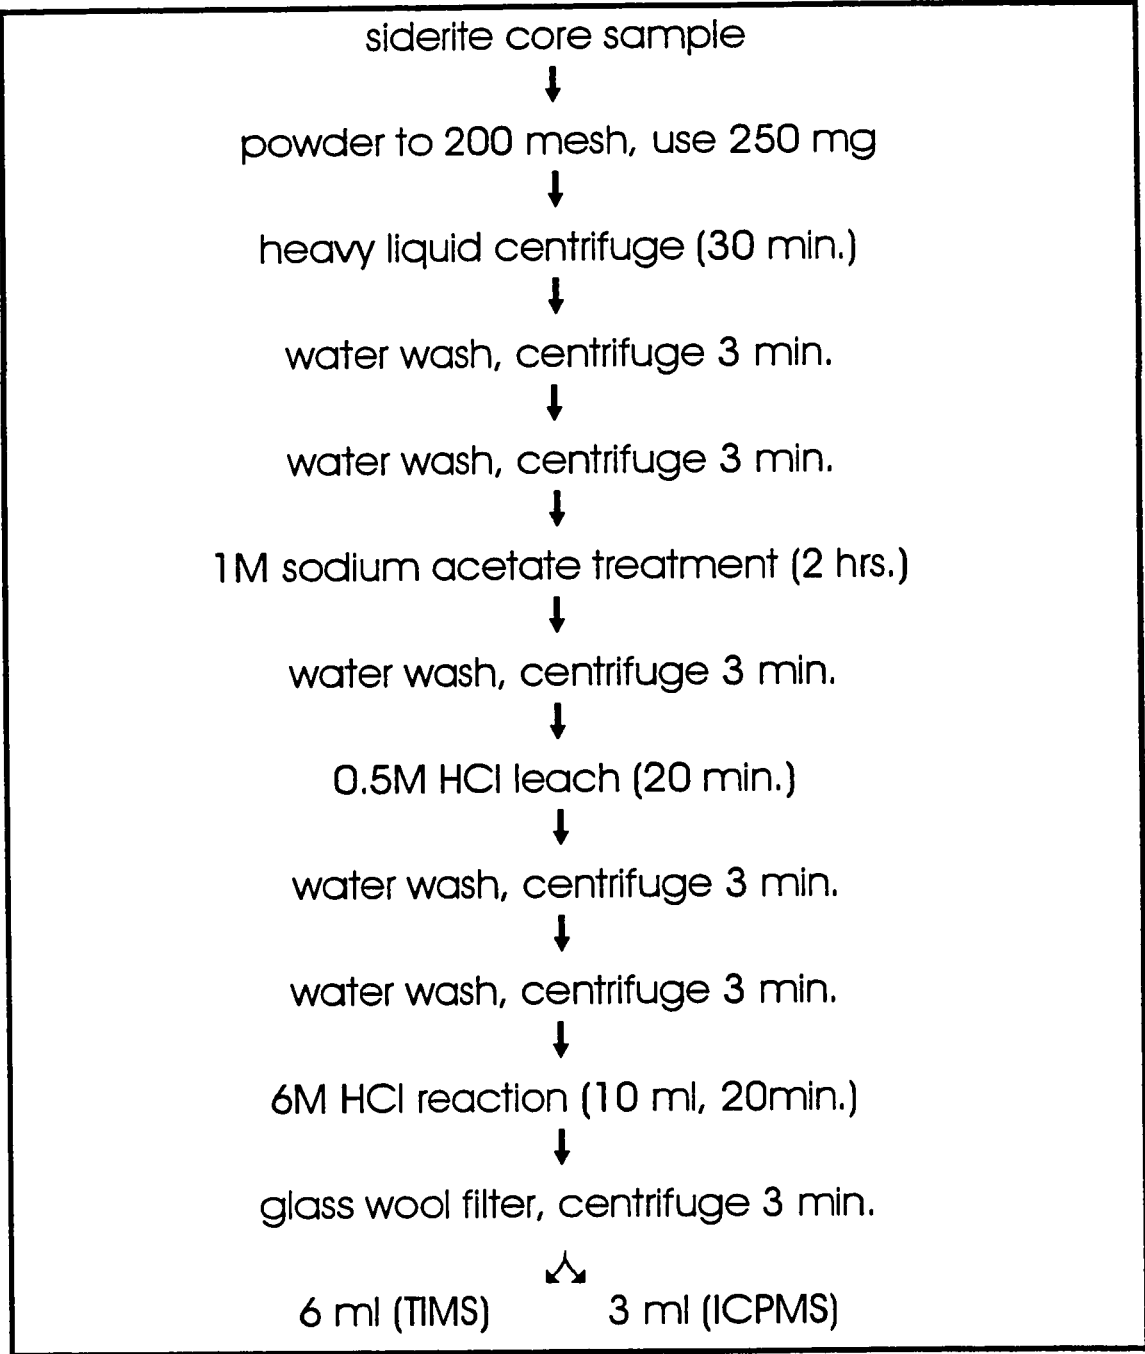 siderite core sample
powder to 200 mesh, use 250 mg
heavy liquid centrifuge (30 min.)
water wash, centrifuge 3 min.
water wash, centrifuge 3 min.
1M sodium acetate treatment (2 hrs.)
water wash, centrifuge 3 min.
0.5M HCl leach (20 min.)
water wash, centrifuge 3 min.
water wash, centrifuge 3 min.
6M HCl reaction (10 ml, 20min.)
glass wool filter, centrifuge 3 min.
6 ml (TIMS) 3 ml (ICPMS)